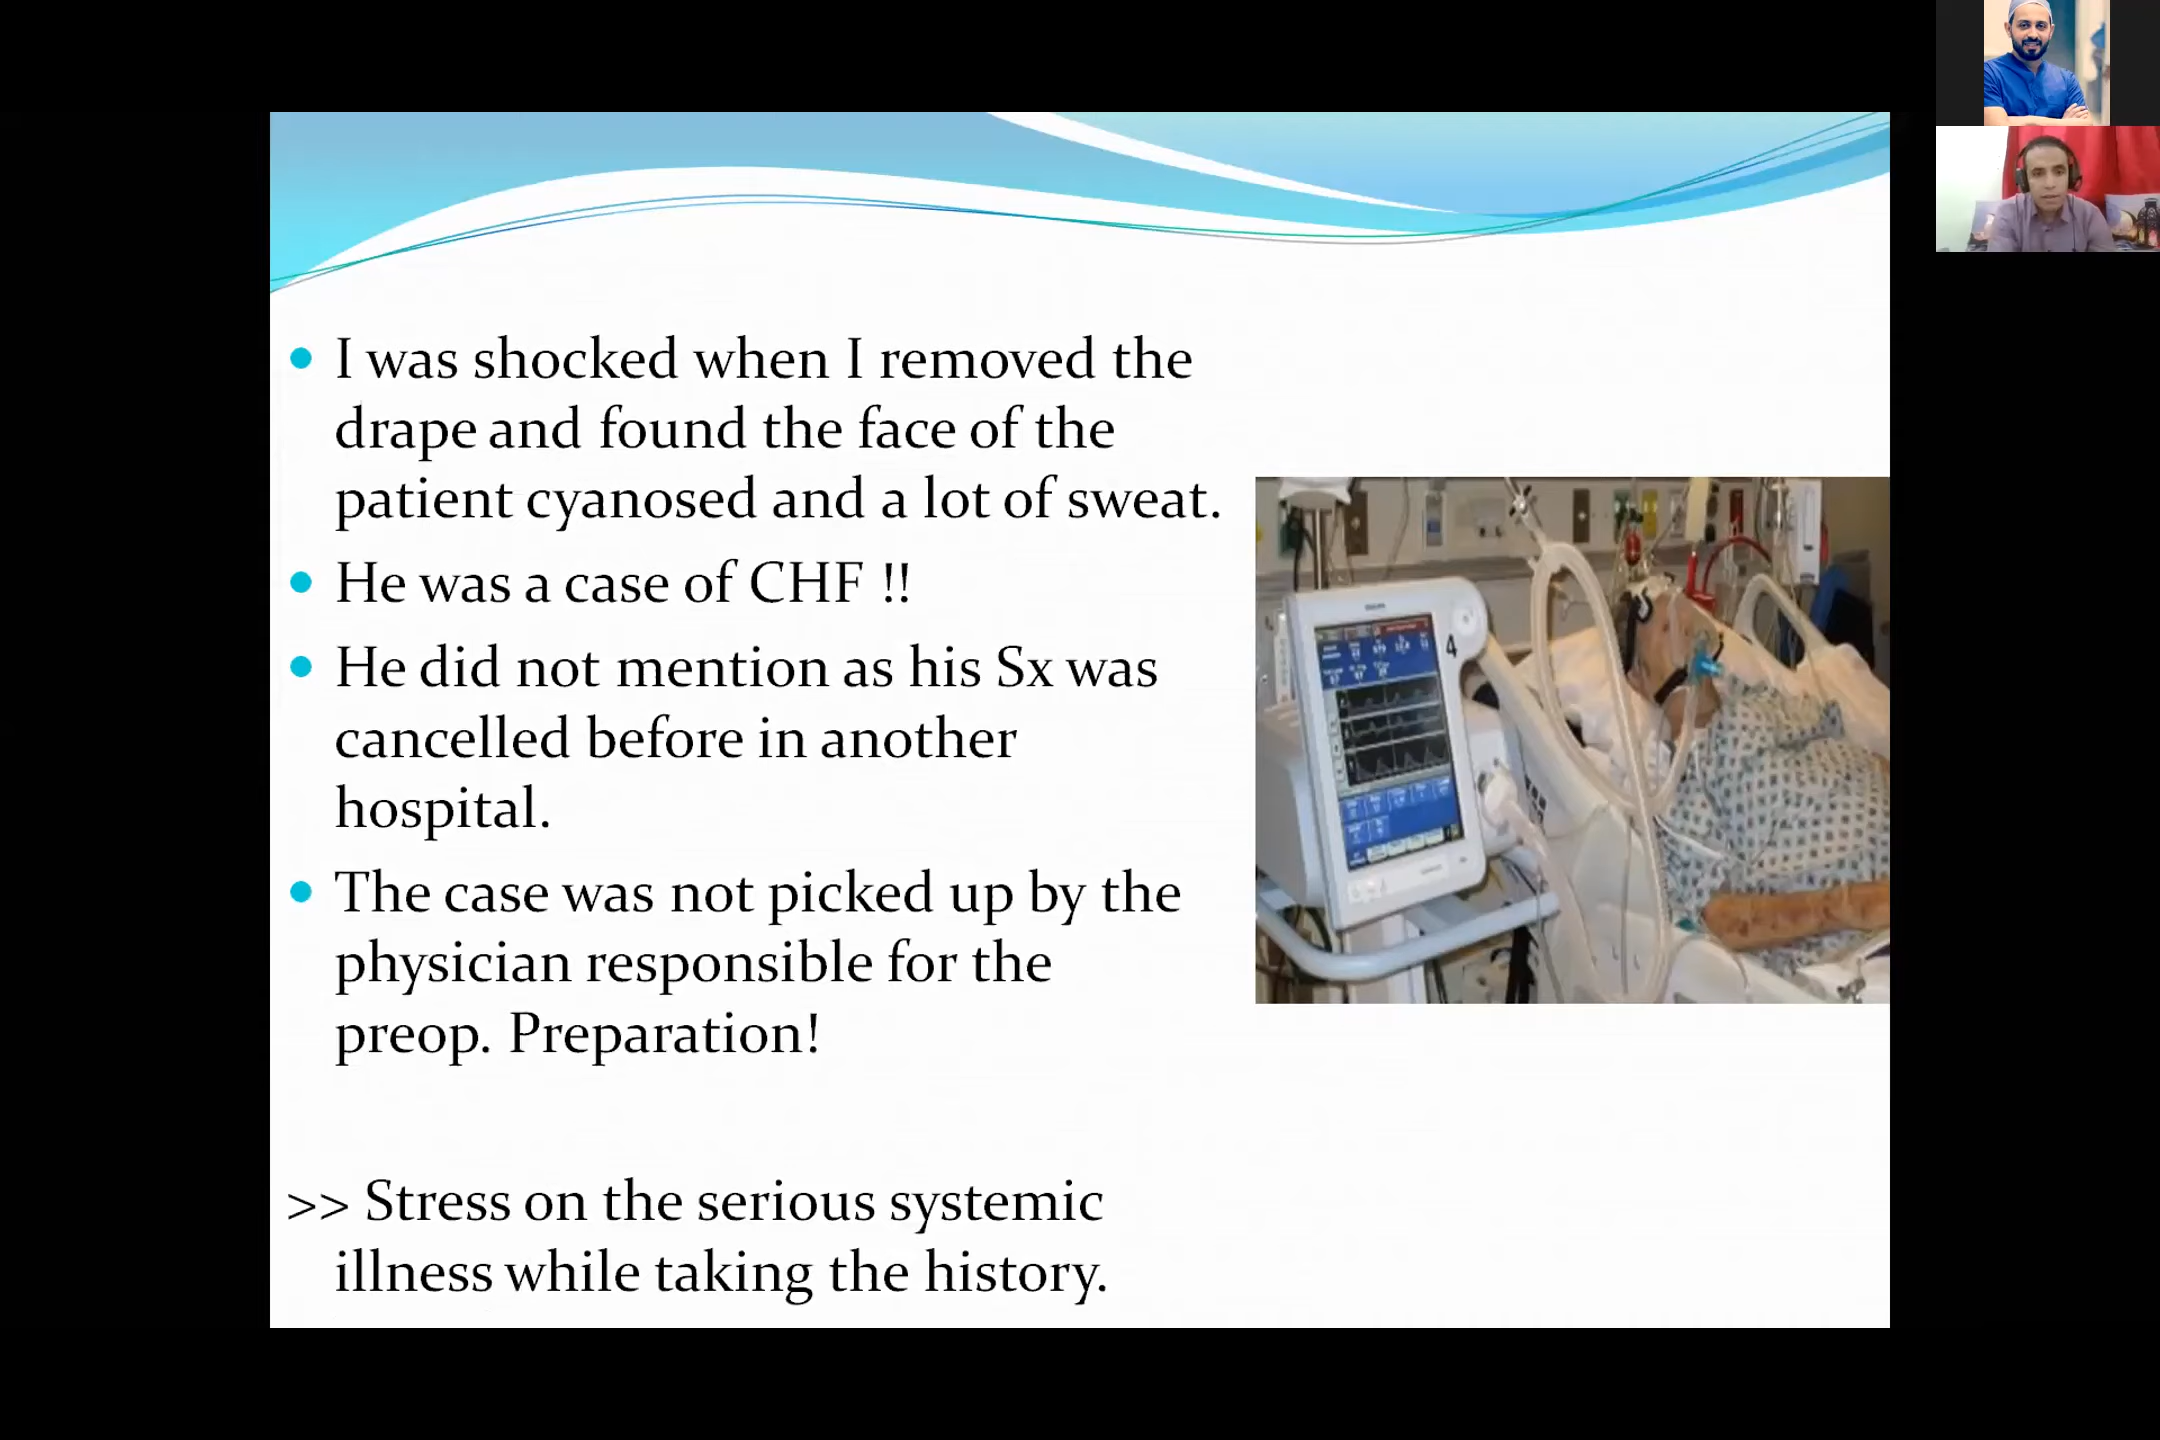 • I was shocked when I removed the
drape and found the face of the
patient cyanosed and a lot of sweat.
• He was a case of CHF !!
• He did not mention as his Sx was
cancelled before in another
hospital.
• The case was not picked up by the
physician responsible for the
preop. Preparation!
>> Stress on the serious systemic
illness while taking the history.
4